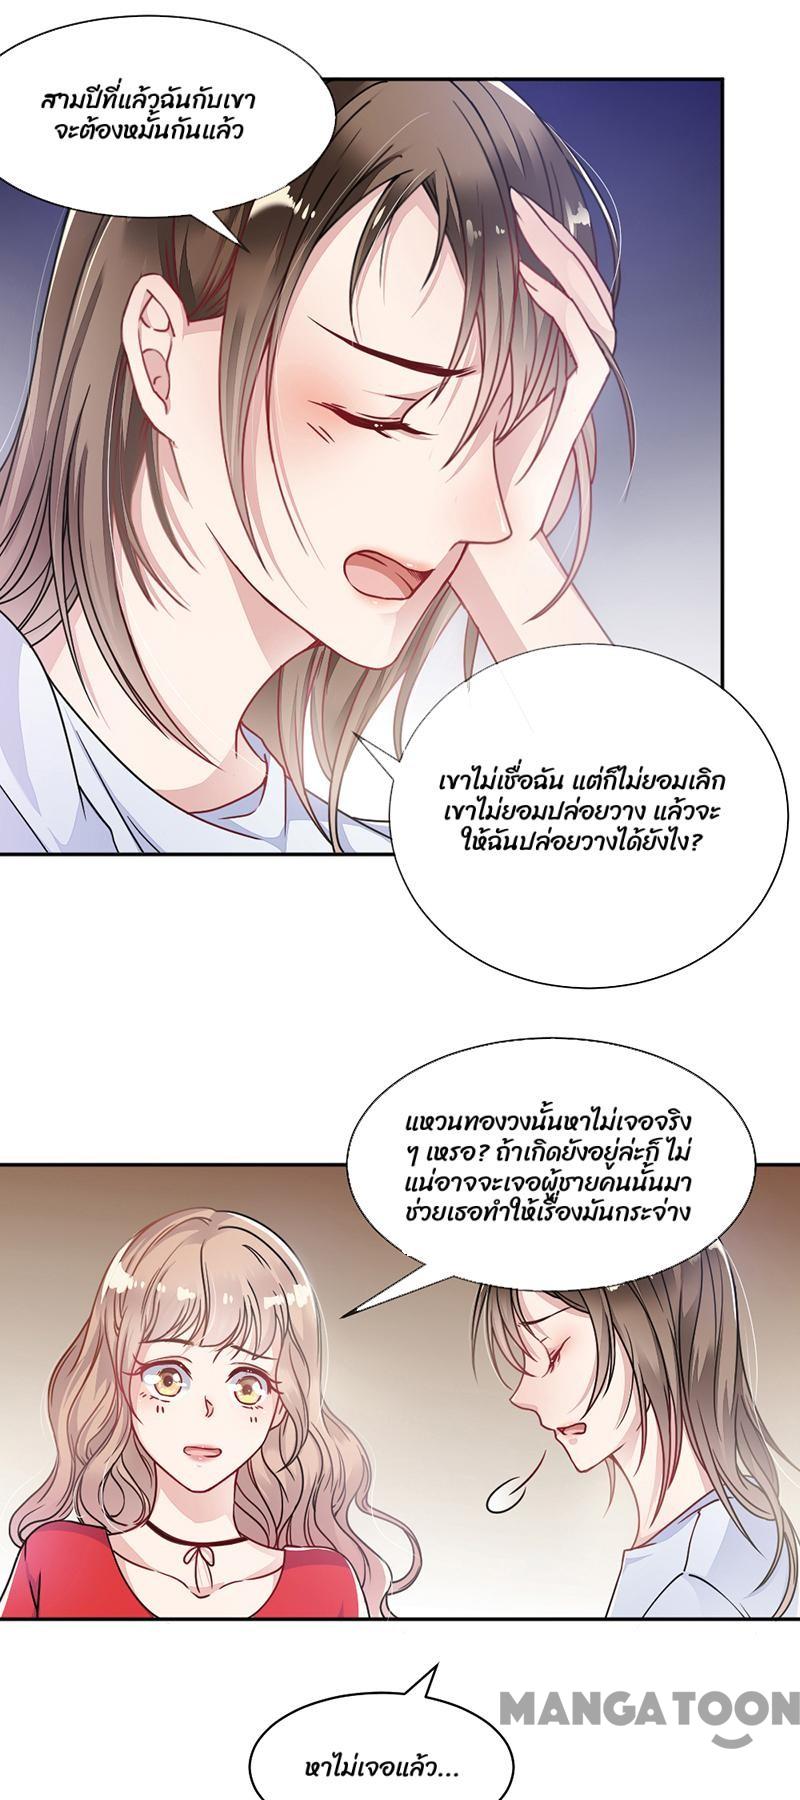 สามปีที่แล้วฉันกับเขา
จะต้องหมั้นกันแล้ว
เขาไม่เชื่อฉัน แต่ก็ไม่ยอมเลิก
เขาไม่ยอมปล่อยวาง แล้วจะ
ให้ฉันปล่อยวางได้ยังไง?
แหวนทองวงนั้นหาไม่เจอจริง
ๆ เหรอ? ถ้าเกิดยังอยู่ล่ะก็ ไม่
แน่อาจจะเจอผู้ชายคนนั้นมา
ช่วยเธอทำให้เรื่องมันกระจ่าง
MANGATOON
หาไม่เจอแล้ว...